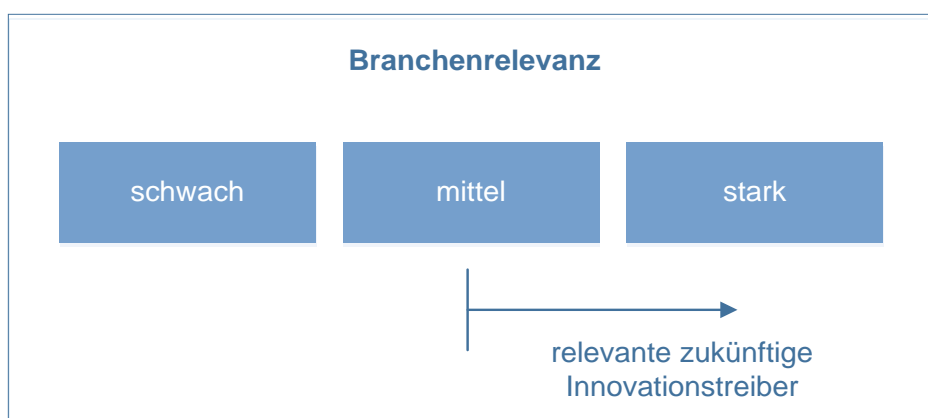 Branchenrelevanz
schwach
mittel
stark
relevante zukünftige
Innovationstreiber